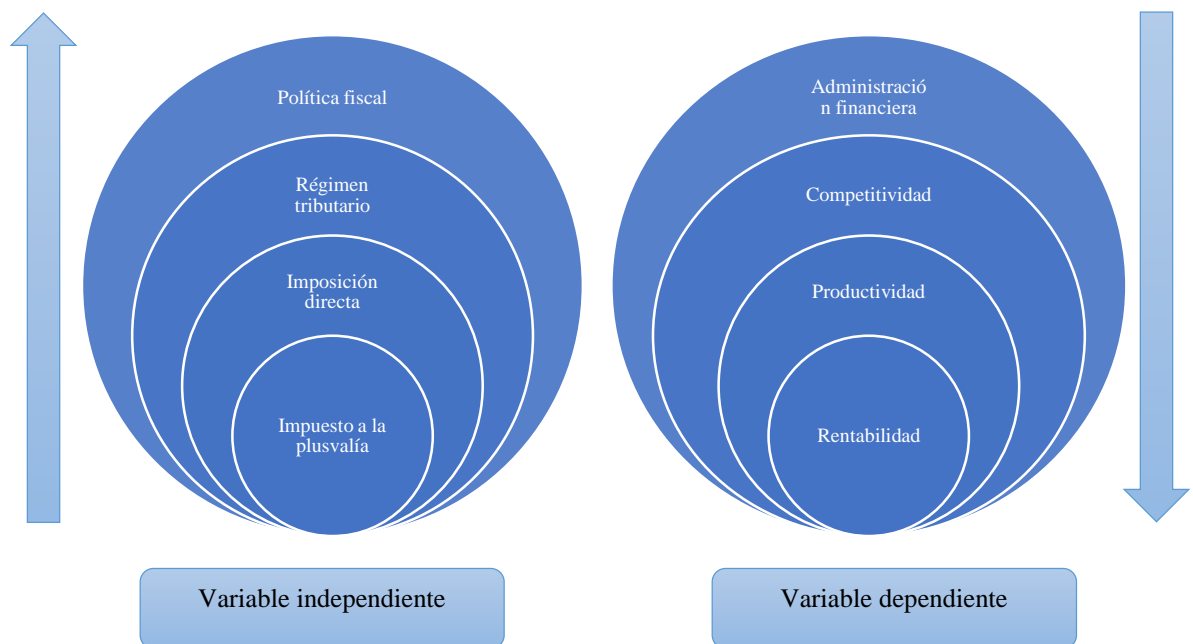 Política fiscal
Régimen
tributario
Imposición
directa
Impuesto a la
plusvalía
Variable independiente
Administració
n financiera
Competitividad
Productividad
Rentabilidad
Variable dependiente